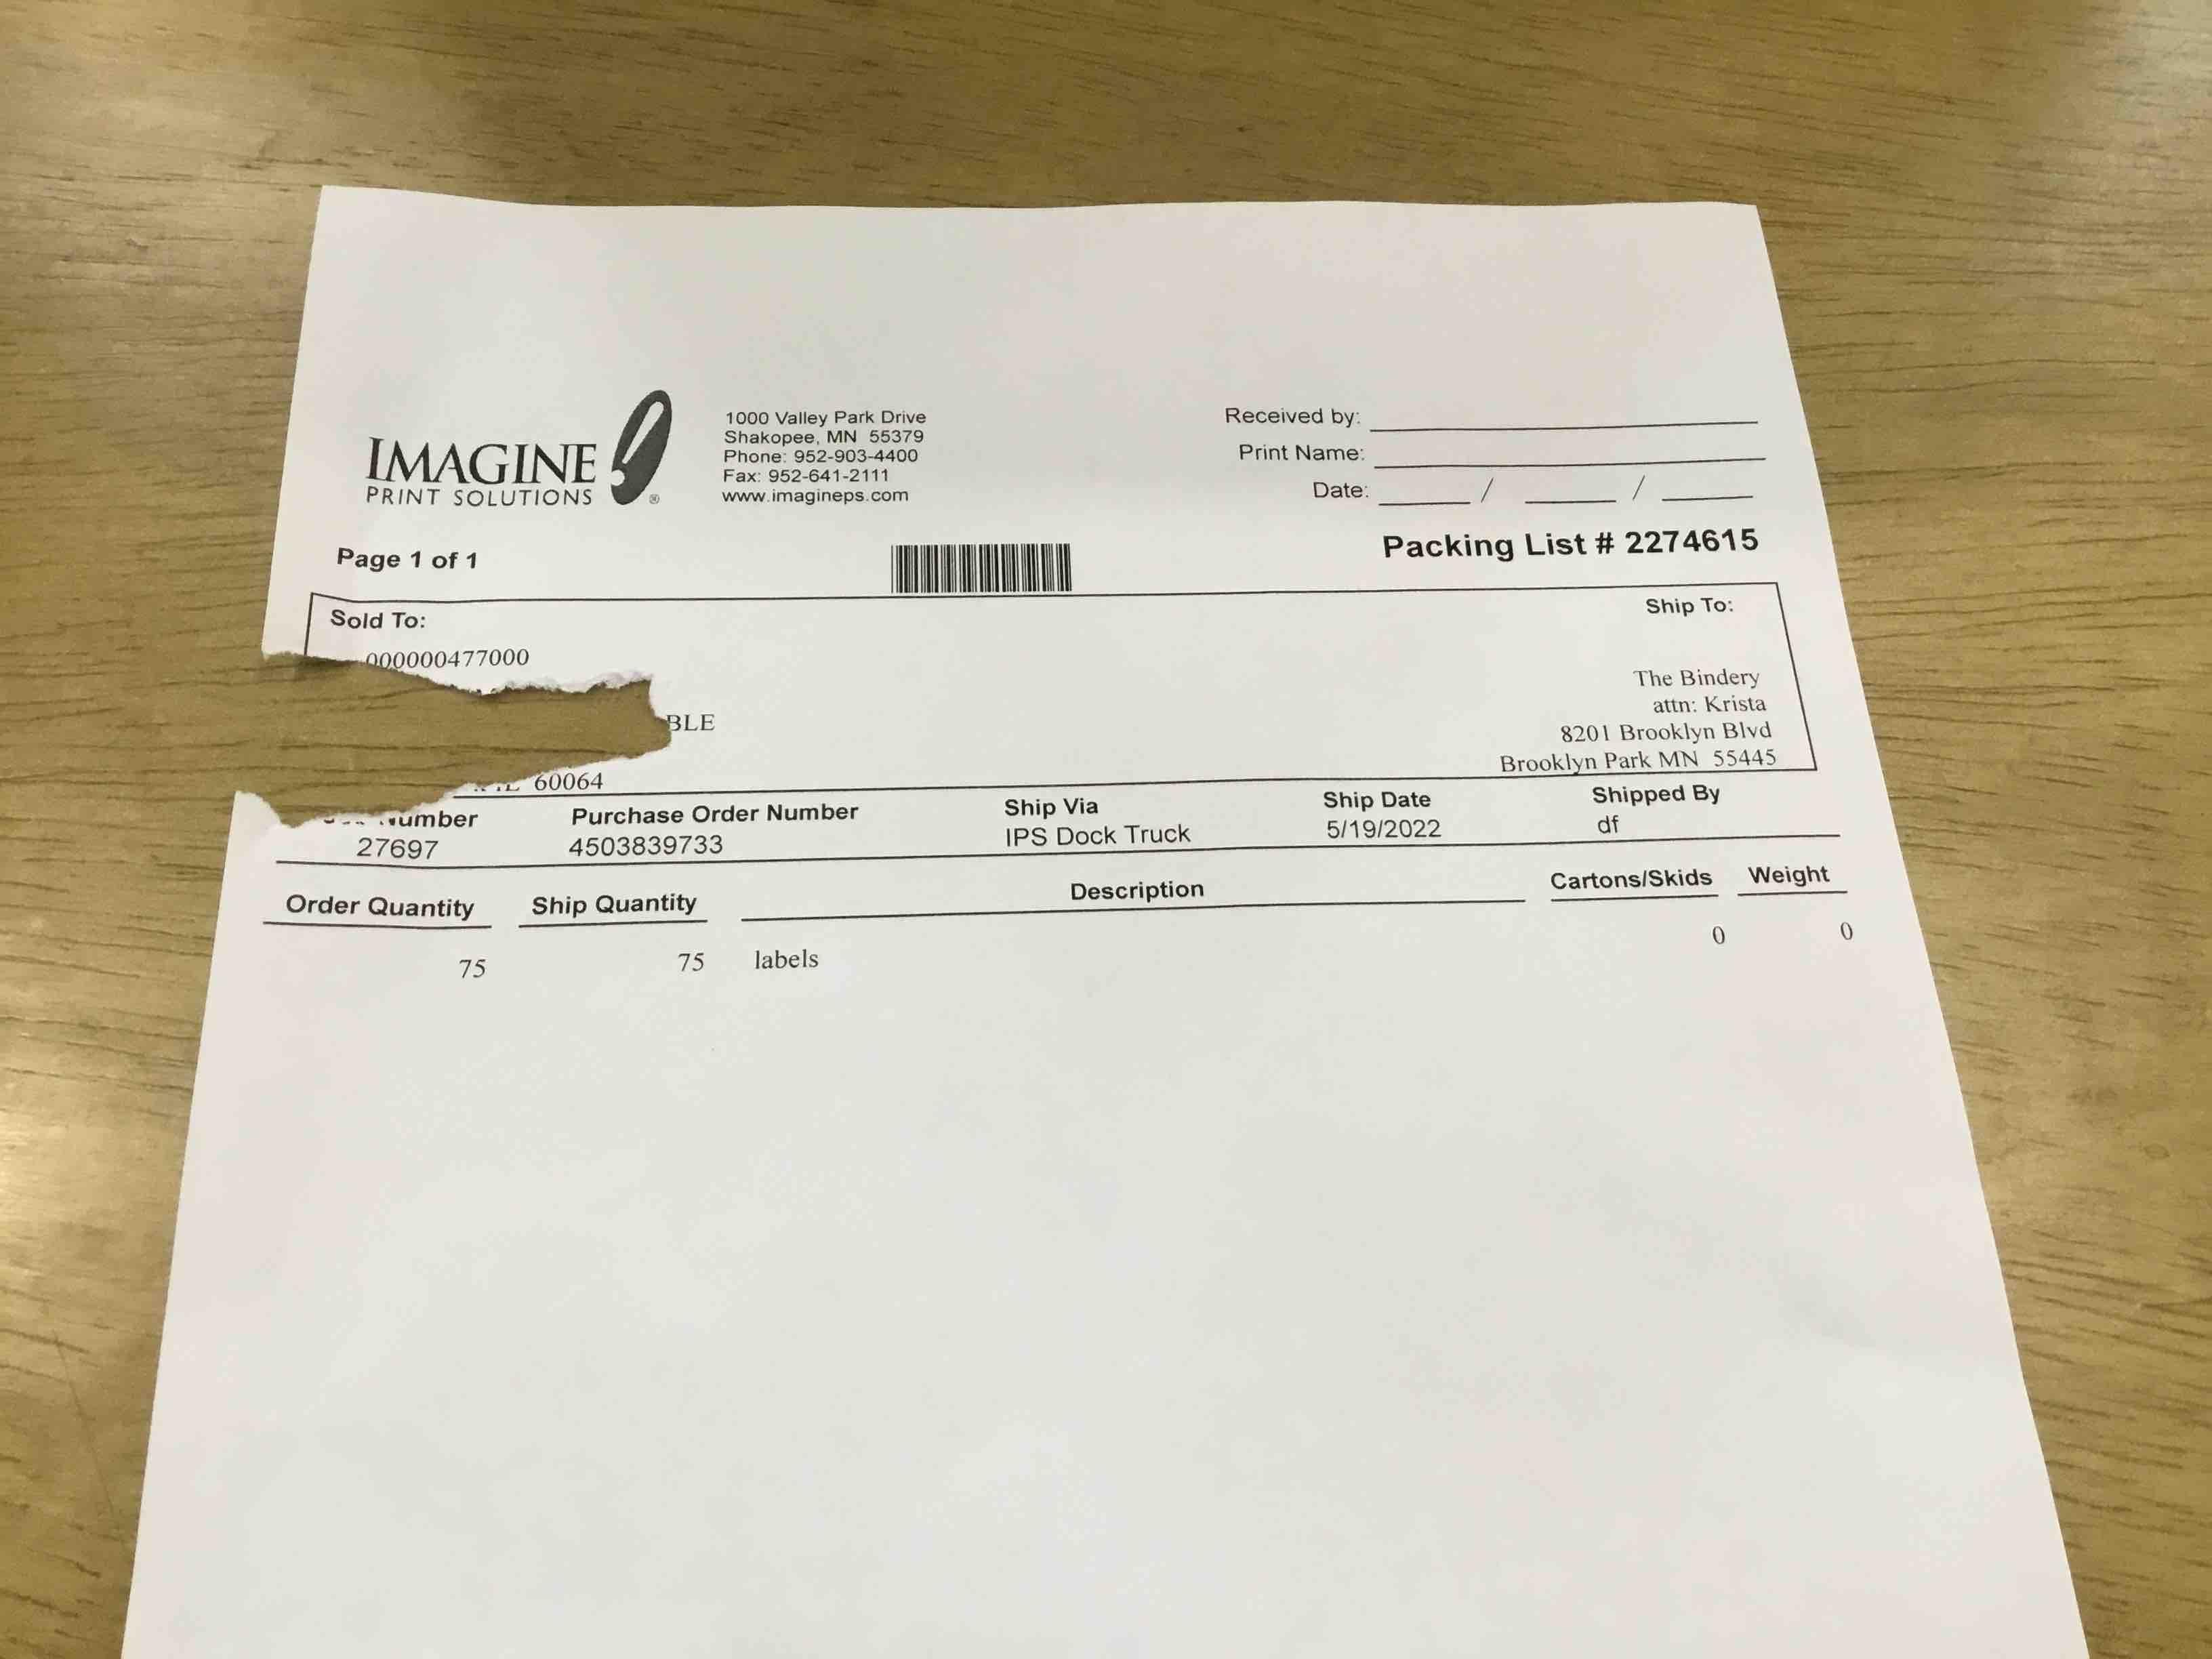 IMAGINE
PRINT SOLUTIONS ®
1000 Valley Park Drive
Shakopee, MN 55379
Phone: 952-903-4400
Fax: 952-641-2111
www.imagineps.com
Received by:
Print Name:
Date: / /
Page 1 of 1
Packing List # 2274615
Sold To:
000000477000
BLE
60064
Ship To:
The Bindery
attn: Krista
8201 Brooklyn Blvd
Brooklyn Park MN 55445
Number Purchase Order Number Ship Via Ship Date Shipped By
27697 4503839733 IPS Dock Truck 5/19/2022 df
Order Quantity Ship Quantity Description Cartons/Skids Weight
75 75 labels 0 0